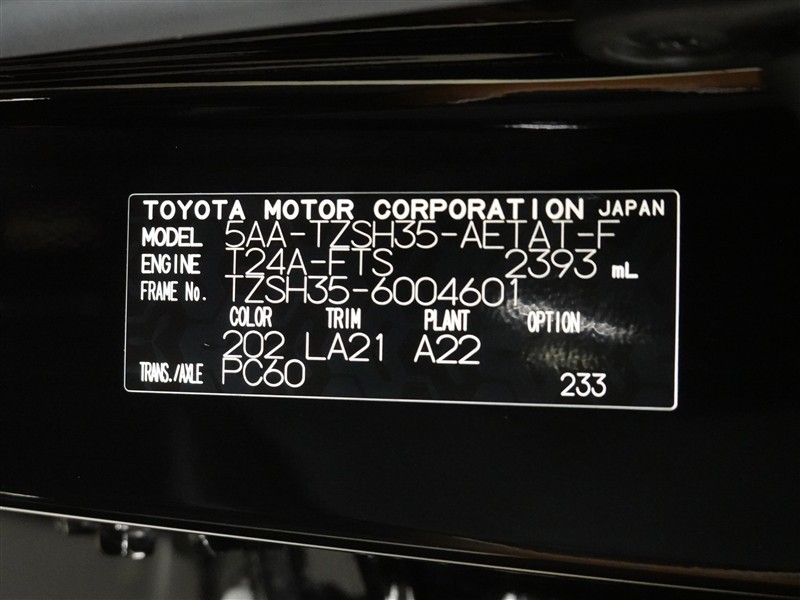 TOYOTA MOTOR CORPORATION JAPAN
MODEL 5AA-TZSH35-AETAT-F
ENGINE T24A-FTS 2393 mL
FRAME No. TZSH35-6004601
COLOR TRIM PLANT OPTION
202 LA21 A22
TRANS./AXLE PC60 233